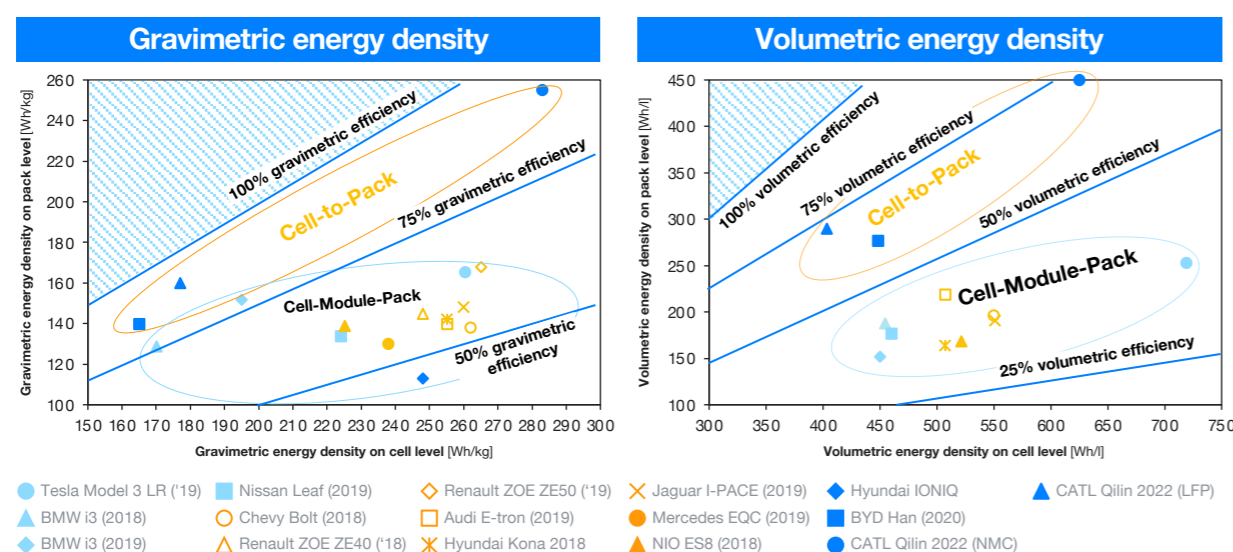 Gravimetric energy density
Gravimetric energy density on pack level [Wh/kg]
260
240
220
200
180
160
140
120
100
150 160 170 180 190 200 210 220 230 240 250 260 270 280 290 300
100% gravimetric efficiency
Cell-to-Pack
75% gravimetric efficiency
Cell-Module-Pack
50% gravimetric
efficiency
Gravimetric energy density on cell level [Wh/kg]
Volumetric energy density
Volumetric energy density on pack level [Wh/l]
450
400
350
300
250
200
150
100
300 350 400 450 500 550 600 650 700 750
100% volumetric efficiency
75% volumetric efficiency
Cell-to-Pack
50% volumetric efficiency
Cell-Module-Pack
25% volumetric efficiency
Volumetric energy density on cell level [Wh/l]
Tesla Model 3 LR ('19) Nissan Leaf (2019) Renault ZOE ZE50 ('19) Jaguar I-PACE (2019) Hyundai IONIQ CATL Qilin 2022 (LFP)
BMW i3 (2018) Chevy Bolt (2018) Audi E-tron (2019) Mercedes EQC (2019) BYD Han (2020)
BMW i3 (2019) Renault ZOE ZE40 ('18) Hyundai Kona 2018 NIO ES8 (2018) CATL Qilin 2022 (NMC)